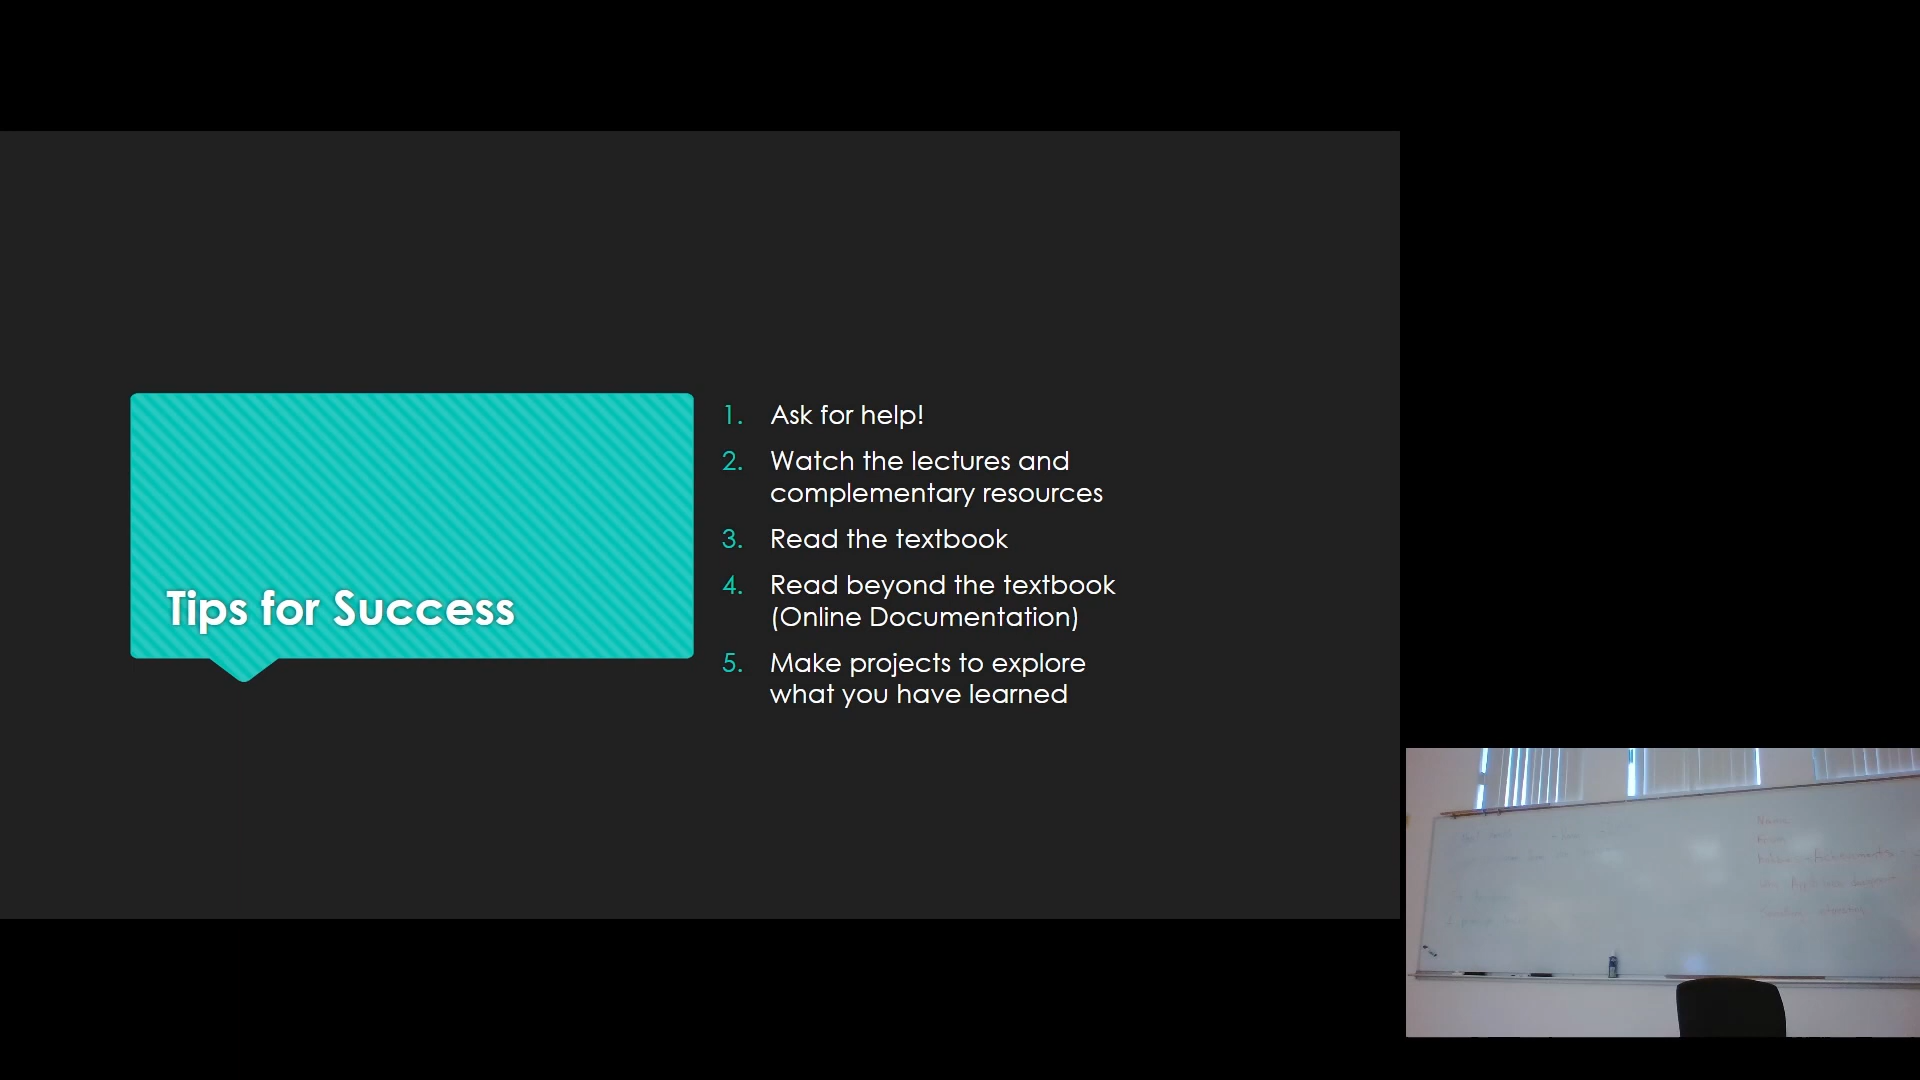 Tips for Success
1. Ask for help!
2. Watch the lectures and
complementary resources
3. Read the textbook
4. Read beyond the textbook
(Online Documentation)
5. Make projects to explore
what you have learned
Name